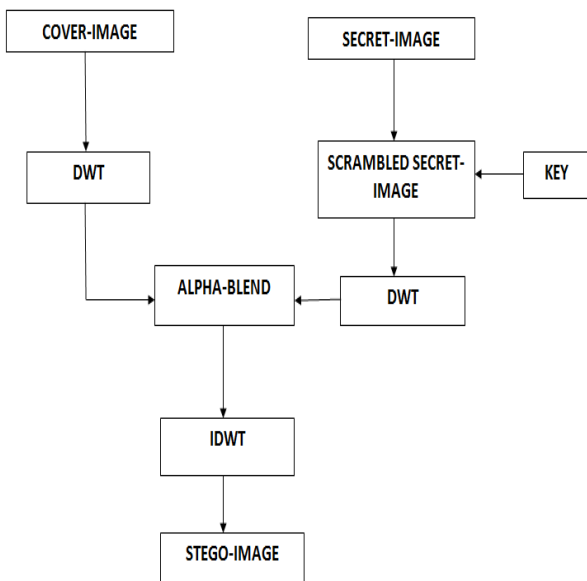 COVER-IMAGE
SECRET-IMAGE
DWT
SCRAMBLED SECRET-
IMAGE
KEY
ALPHA-BLEND
DWT
IDWT
STEGO-IMAGE